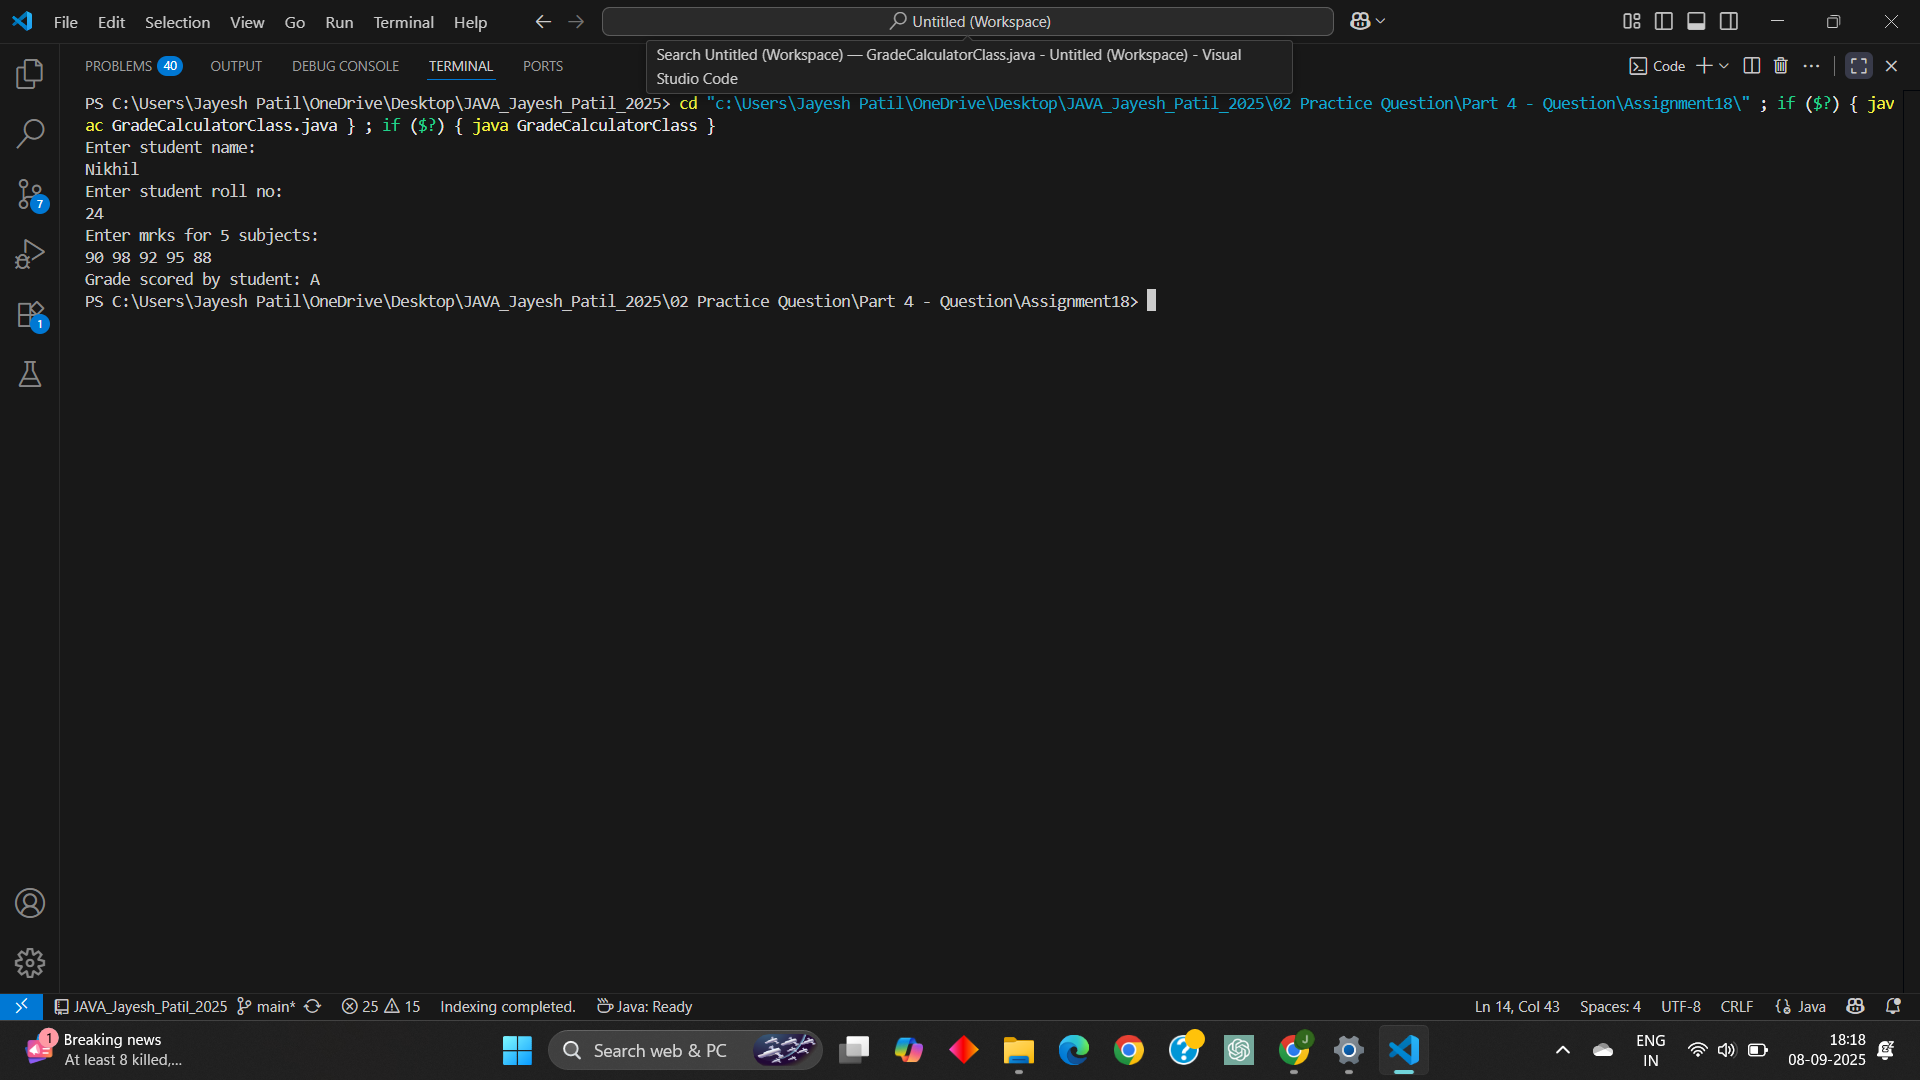 File Edit Selection View Go Run Terminal Help Untitled (Workspace)
Search Untitled (Workspace) — GradeCalculatorClass.java - Untitled (Workspace) - Visual
Studio Code
PROBLEMS 40 OUTPUT DEBUG CONSOLE TERMINAL PORTS Code
PS C:\Users\Jayesh Patil\OneDrive\Desktop\JAVA_Jayesh_Patil_2025> cd "c:\Users\Jayesh Patil\OneDrive\Desktop\JAVA_Jayesh_Patil_2025\02 Practice Question\Part 4 - Question\Assignment18\" ; if ($?) { jav
ac GradeCalculatorClass.java } ; if ($?) { java GradeCalculatorClass }
Enter student name:
Nikhil
Enter student roll no:
24
Enter mrks for 5 subjects:
90 98 92 95 88
Grade scored by student: A
PS C:\Users\Jayesh Patil\OneDrive\Desktop\JAVA_Jayesh_Patil_2025\02 Practice Question\Part 4 - Question\Assignment18>
7
1
JAVA_Jayesh_Patil_2025 main* 25 15 Indexing completed. Java: Ready Ln 14, Col 43 Spaces: 4 UTF-8 CRLF Java
1 Breaking news
At least 8 killed,...
Search web & PC
J
ENG
IN
18:18
08-09-2025